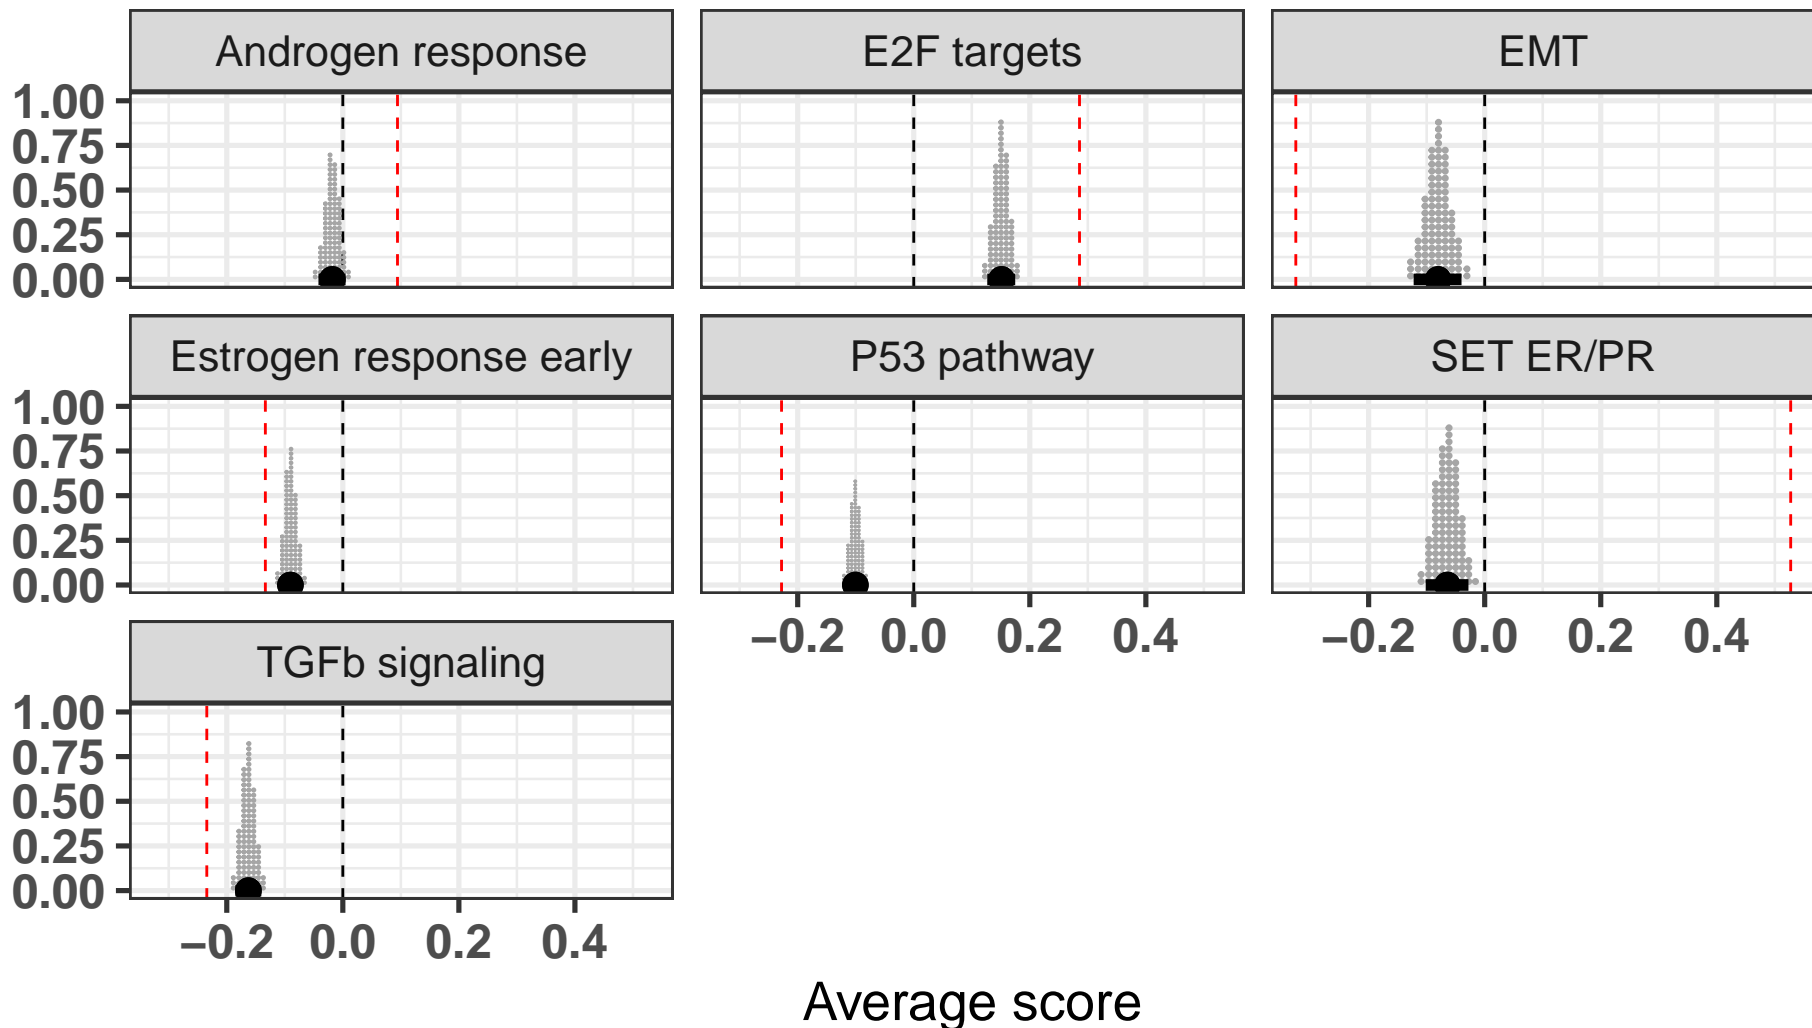 Androgen response
E2F targets
EMT
1.00
0.75
0.50
0.25
0.00
Estrogen response early
P53 pathway
SET ER/PR
1.00
0.75
0.50
0.25
0.00
−0.2 0.0 0.2 0.4
−0.2 0.0 0.2 0.4
TGFb signaling
1.00
0.75
0.50
0.25
0.00
−0.2 0.0 0.2 0.4
Average score